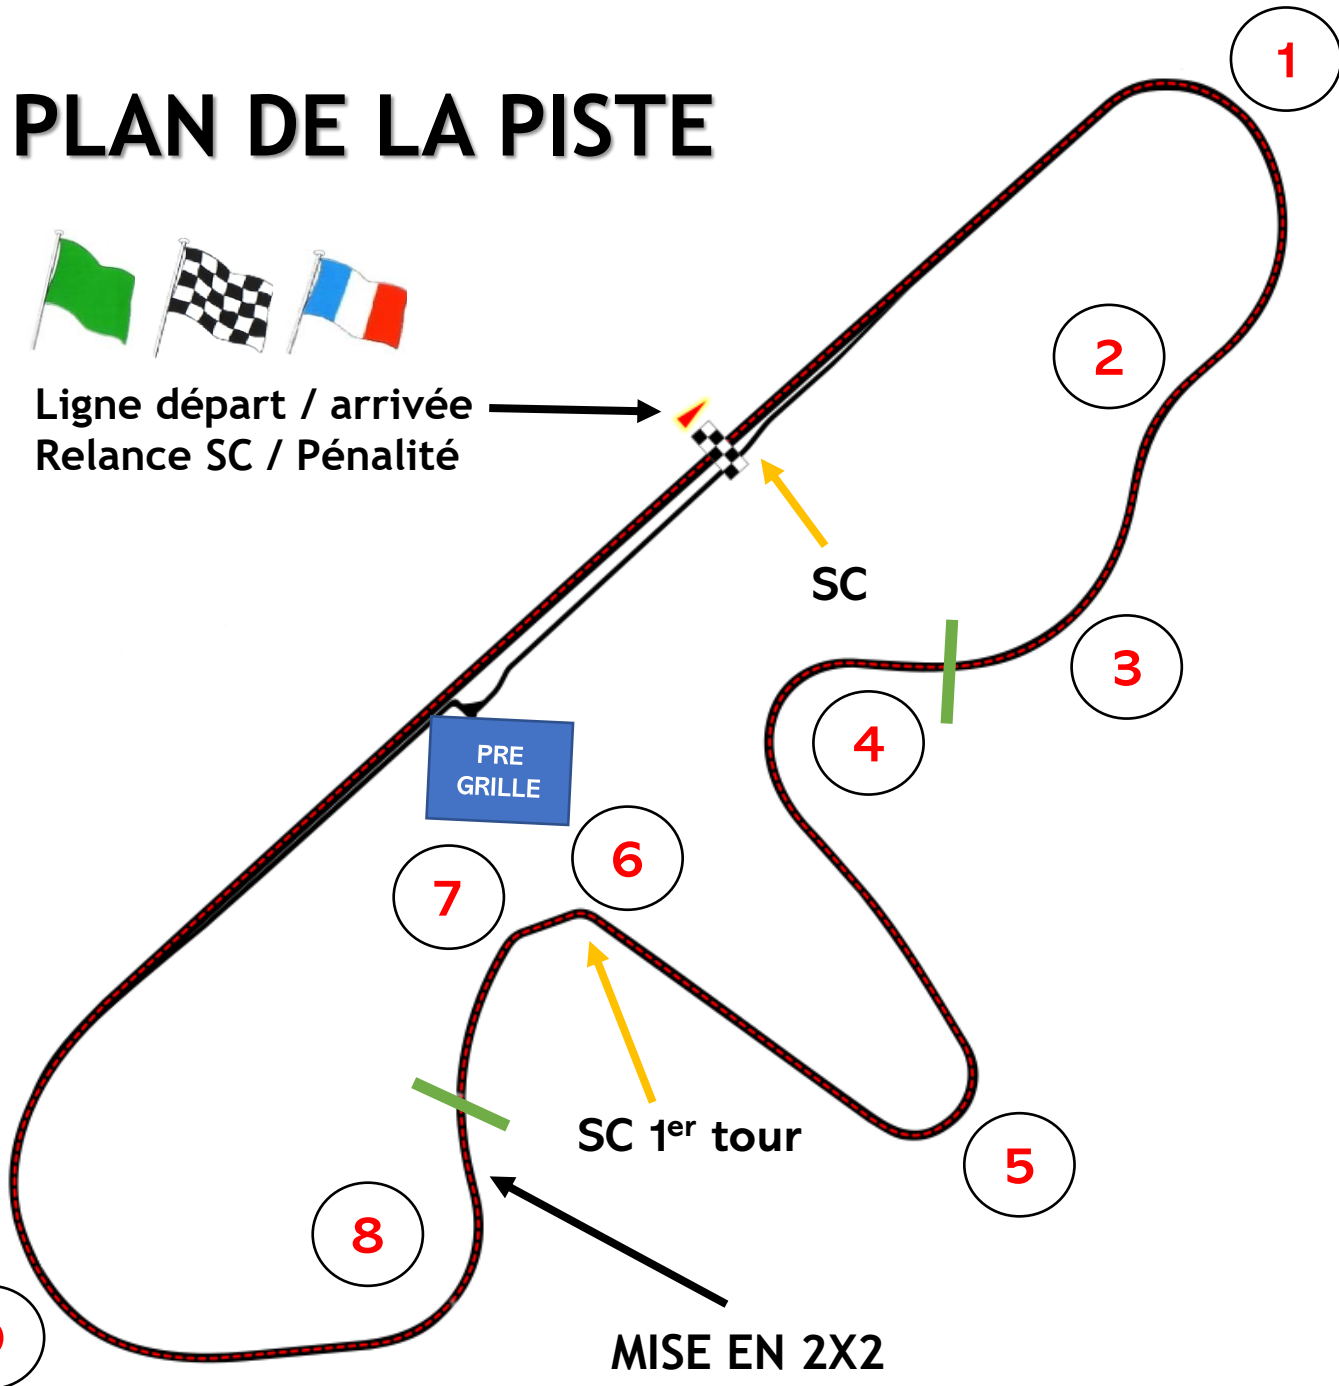 PLAN DE LA PISTE
1
2
Ligne départ / arrivée
Relance SC / Pénalité
SC
3
4
PRE
GRILLE
6
7
SC 1er tour
5
8
MISE EN 2X2